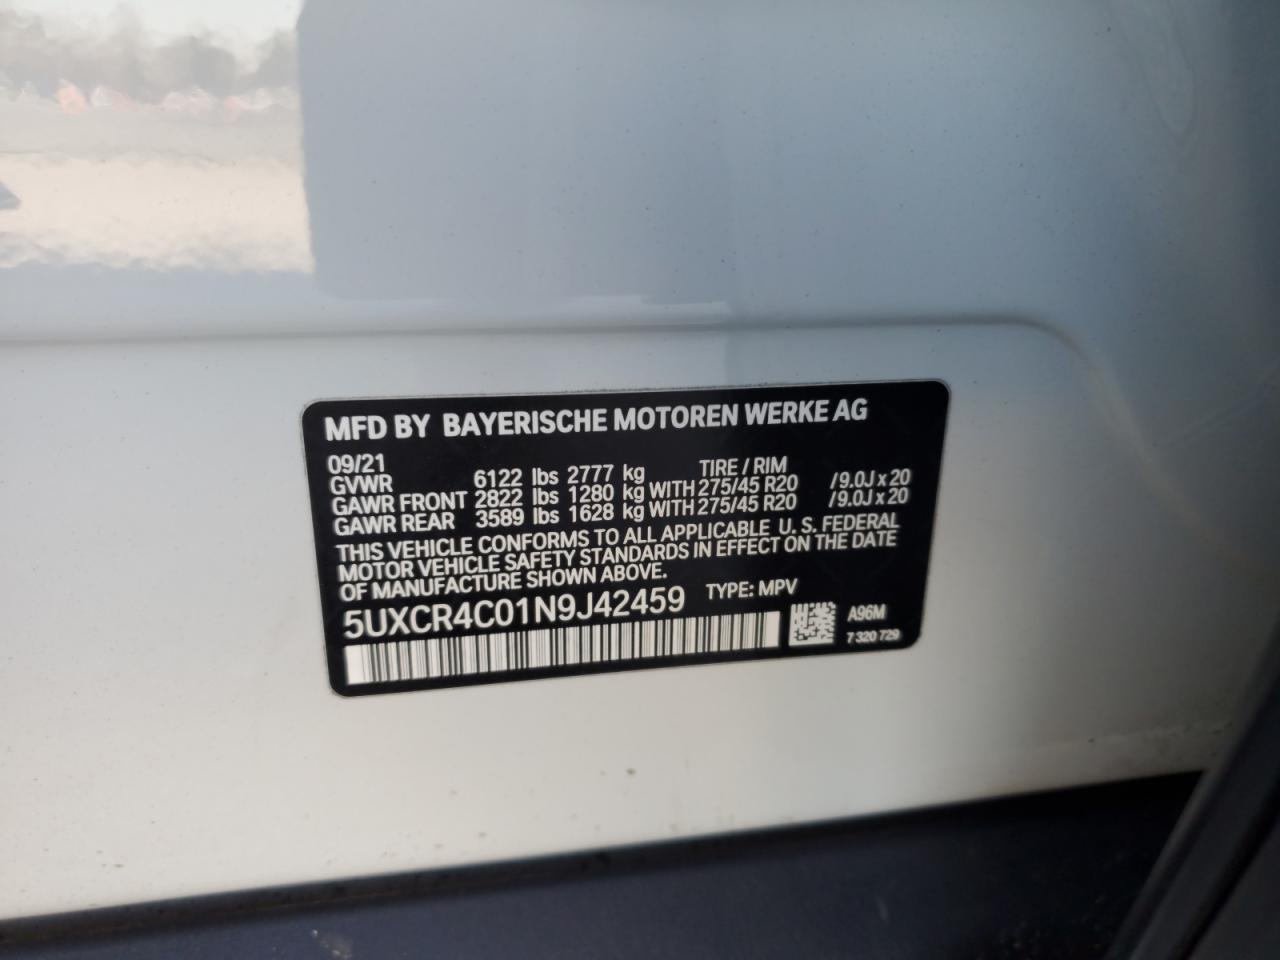 MFD BY BAYERISCHE MOTOREN WERKE AG
09/21
GVWR 6122 lbs 2777 kg TIRE / RIM
GAWR FRONT 2822 lbs 1280 kg WITH 275/45 R20 /9.0J x 20
GAWR REAR 3589 lbs 1628 kg WITH 275/45 R20 /9.0J x 20
THIS VEHICLE CONFORMS TO ALL APPLICABLE U. S. FEDERAL
MOTOR VEHICLE SAFETY STANDARDS IN EFFECT ON THE DATE
OF MANUFACTURE SHOWN ABOVE.
5UXCR4C01N9J42459 TYPE: MPV
A96M
7 320 729